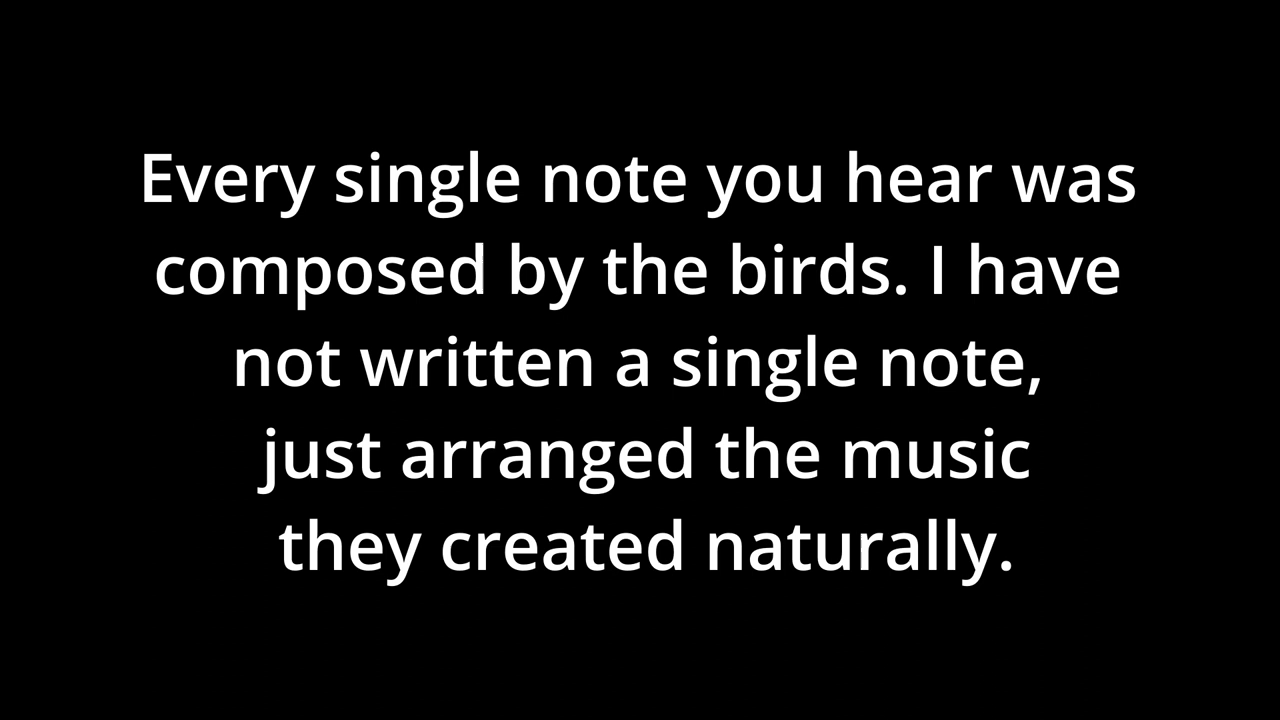 Every single note you hear was
composed by the birds. I have
not written a single note,
just arranged the music
they created naturally.